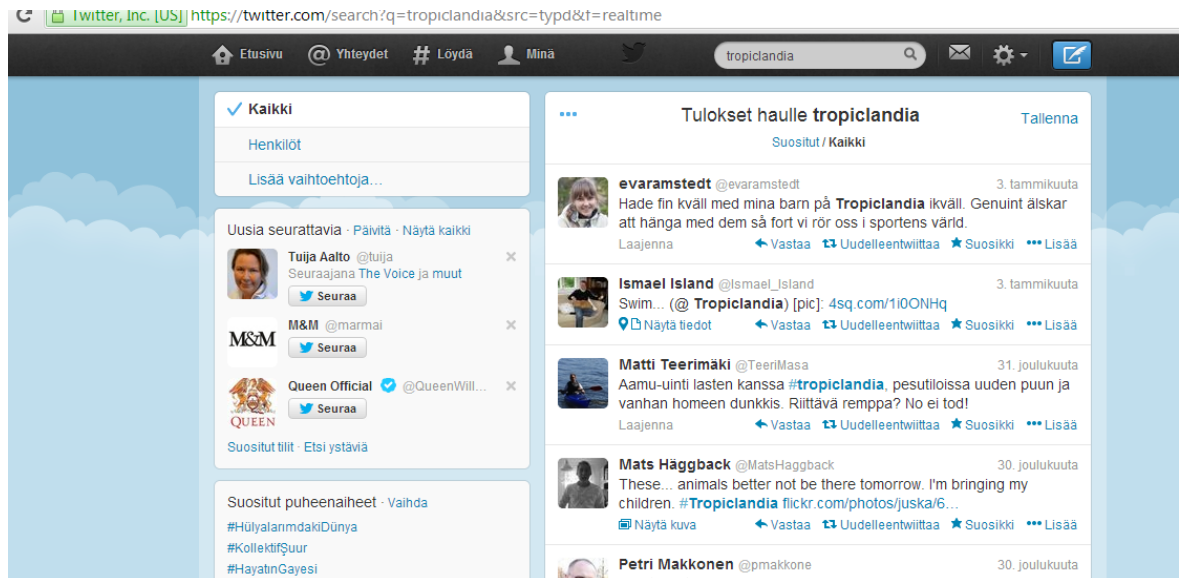 Twitter, Inc. [US] https://twitter.com/search?q=tropiclandia&src=typd&f=realtime
Etusivu @ Yhteydet # Löydä Minä tropiclandia
Kaikki
Henkilöt
Lisää vaihtoehtoja...
Uusia seurattavia · Päivitä · Näytä kaikki
Tuija Aalto @tuija
Seuraajana The Voice ja muut
Seuraa
M&M
M&M @marmai
Seuraa
QUEEN
Queen Official @QueenWill...
Seuraa
Suositut tilit · Etsi ystäviä
Suositut puheenaiheet · Vaihda
#HülyalarımdakiDünya
#KollektifŞuur
#HayatınGayesi
Tulokset haulle tropiclandia
Tallenna
Suositut / Kaikki
evaramstedt @evaramstedt 3. tammikuuta
Hade fin kväll med mina barn på Tropiclandia ikväll. Genuint älskar
att hänga med dem så fort vi rör oss i sportens värld.
Laajenna Vastaa Uudelleentwiittaa Suosikki Lisää
Ismael Island @Ismael_Island 3. tammikuuta
Swim... (@ Tropiclandia) [pic]: 4sq.com/1i0ONHq
Näytä tiedot Vastaa Uudelleentwiittaa Suosikki Lisää
Matti Teerimäki @TeeriMasa 31. joulukuuta
Aamu-uinti lasten kanssa #tropiclandia, pesutiloissa uuden puun ja
vanhan homeen dunkkis. Riittävä remppa? No ei tod!
Laajenna Vastaa Uudelleentwiittaa Suosikki Lisää
Mats Häggback @MatsHaggback 30. joulukuuta
These... animals better not be there tomorrow. I'm bringing my
children. #Tropiclandia flickr.com/photos/juska/6...
Näytä kuva Vastaa Uudelleentwiittaa Suosikki Lisää
Petri Makkonen @pmakkone 30. joulukuuta